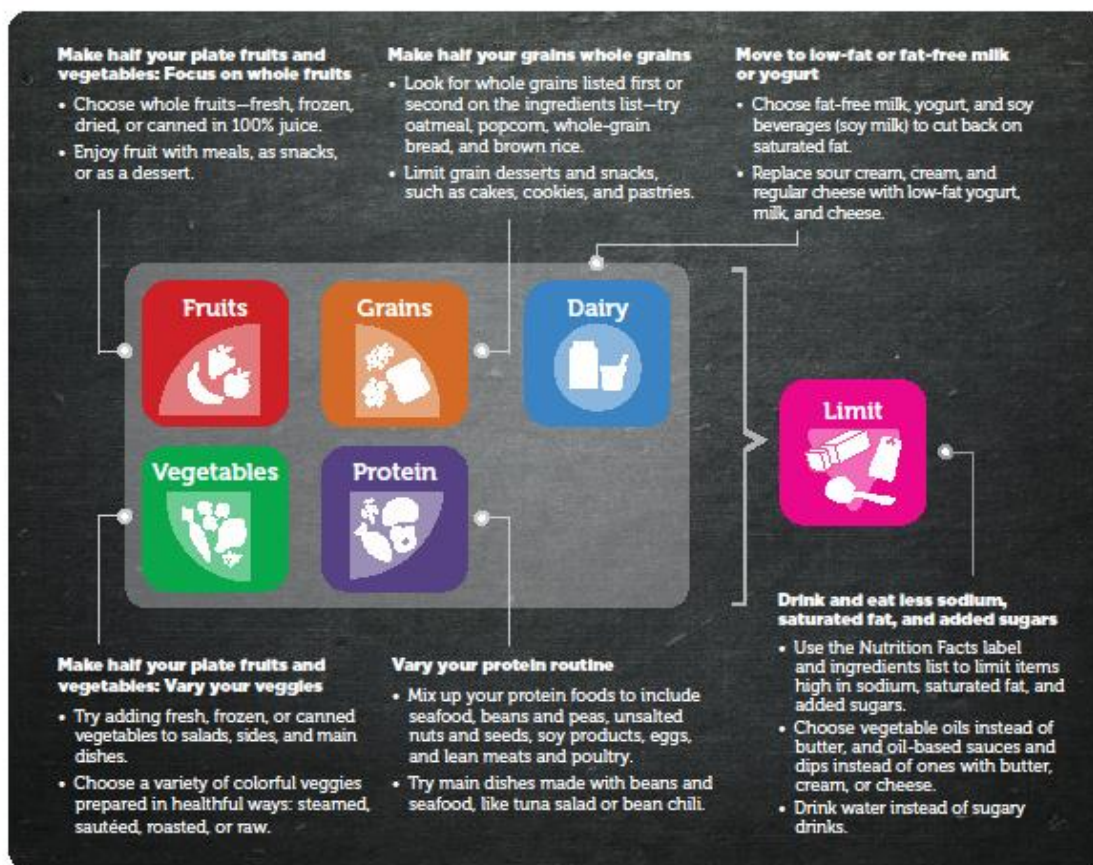 Make half your plate fruits and
vegetables: Focus on whole fruits
• Choose whole fruits—fresh, frozen,
dried, or canned in 100% juice.
• Enjoy fruit with meals, as snacks,
or as a dessert.
Make half your grains whole grains
• Look for whole grains listed first or
second on the ingredients list—try
oatmeal, popcorn, whole-grain
bread, and brown rice.
• Limit grain desserts and snacks,
such as cakes, cookies, and pastries.
Move to low-fat or fat-free milk
or yogurt
• Choose fat-free milk, yogurt, and soy
beverages (soy milk) to cut back on
saturated fat.
• Replace sour cream, cream, and
regular cheese with low-fat yogurt,
milk, and cheese.
Fruits
Grains
Dairy
Limit
Vegetables
Protein
Make half your plate fruits and
vegetables: Vary your veggies
• Try adding fresh, frozen, or canned
vegetables to salads, sides, and main
dishes.
• Choose a variety of colorful veggies
prepared in healthful ways: steamed,
sautéed, roasted, or raw.
Vary your protein routine
• Mix up your protein foods to include
seafood, beans and peas, unsalted
nuts and seeds, soy products, eggs,
and lean meats and poultry.
• Try main dishes made with beans and
seafood, like tuna salad or bean chili.
Drink and eat less sodium,
saturated fat, and added sugars
• Use the Nutrition Facts label
and ingredients list to limit items
high in sodium, saturated fat, and
added sugars.
• Choose vegetable oils instead of
butter, and oil-based sauces and
dips instead of ones with butter,
cream, or cheese.
• Drink water instead of sugary
drinks.